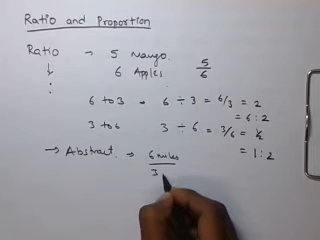 Ratio and Proportion
Ratio → 5 Mango. 5/6
↓ 6 Apples
:
6 to 3 = 6 ÷ 3 = 6/3 = 2
= 6 : 2
3 to 6 3 ÷ 6 = 3/6 = 1/2
= 1 : 2
→ Abstract → 6 miles
3